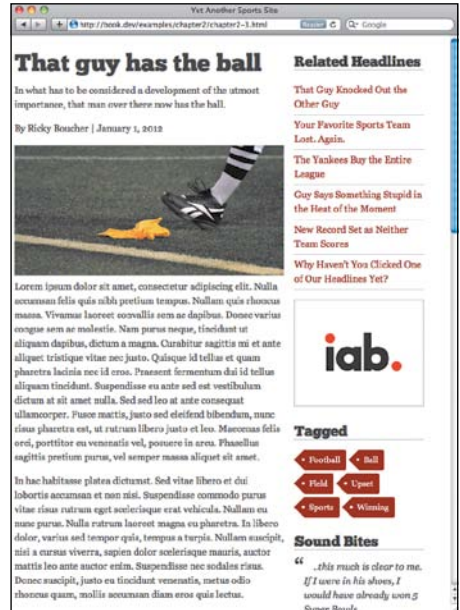 Yet Another Sports Site
http://book.dev/examples/chapter2/chapter2-3.html
Reader
Google
That guy has the ball
In what has to be considered a development of the utmost
importance, that man over there now has the ball.
By Ricky Boucher | January 1, 2012
Lorem ipsum dolor sit amet, consectetur adipiscing elit. Nulla
accumsan felis quis nibh pretium tempus. Nullam quis rhoncus
massa. Vivamus laoreet convallis sem ac dapibus. Donec varius
congue sem ac molestie. Nam purus neque, tincidunt ut
aliquam dapibus, dictum a magna. Curabitur sagittis mi et ante
aliquet tristique vitae nec justo. Quisque id tellus et quam
pharetra lacinia nec id eros. Praesent fermentum dui id tellus
aliquam tincidunt. Suspendisse eu ante sed est vestibulum
dictum at sit amet nulla. Sed sed leo at ante consequat
ullamcorper. Fusce mattis, justo sed eleifend bibendum, nunc
risus pharetra est, ut rutrum libero justo et leo. Maecenas felis
orci, porttitor eu venenatis vel, posuere in arcu. Phasellus
sagittis pretium purus, vel semper massa aliquet sit amet.
In hac habitasse platea dictumst. Sed vitae libero et dui
lobortis accumsan et non nisi. Suspendisse commodo purus
vitae risus rutrum eget scelerisque erat vehicula. Nullam eu
nunc purus. Nulla rutrum laoreet magna eu pharetra. In libero
dolor, varius sed tempor quis, tempus a turpis. Nullam suscipit,
nisi a cursus viverra, sapien dolor scelerisque mauris, auctor
mattis leo ante auctor enim. Suspendisse nec sodales risus.
Donec suscipit, justo eu tincidunt venenatis, metus odio
rhoncus quam, mollis accumsan diam eros quis lectus.
Related Headlines
That Guy Knocked Out the
Other Guy
Your Favorite Sports Team
Lost. Again.
The Yankees Buy the Entire
League
Guy Says Something Stupid in
the Heat of the Moment
New Record Set as Neither
Team Scores
Why Haven't You Clicked One
of Our Headlines Yet?
iab.
Tagged
Football
Ball
Field
Upset
Sports
Winning
Sound Bites
“ ...this much is clear to me.
If I were in his shoes, I
would have already won 5
Super Bowls.